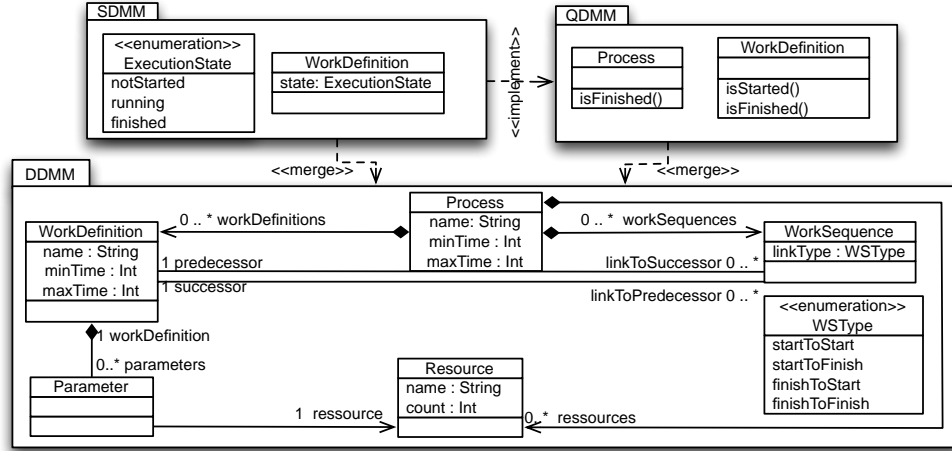 SDMM
<<enumeration>>
ExecutionState
notStarted
running
finished
WorkDefinition
state: ExecutionState
<<implement>>
QDMM
Process
isFinished()
WorkDefinition
isStarted()
isFinished()
<<merge>>
<<merge>>
DDMM
WorkDefinition
name : String
minTime : Int
maxTime : Int
0 .. * workDefinitions
Process
name: String
minTime : Int
maxTime : Int
0 .. * workSequences
WorkSequence
linkType : WSType
1 predecessor
linkToSuccessor 0 .. *
1 successor
linkToPredecessor 0 .. *
<<enumeration>>
WSType
startToStart
startToFinish
finishToStart
finishToFinish
1 workDefinition
0..* parameters
Parameter
1 ressource
Resource
name : String
count : Int
0.. * ressources